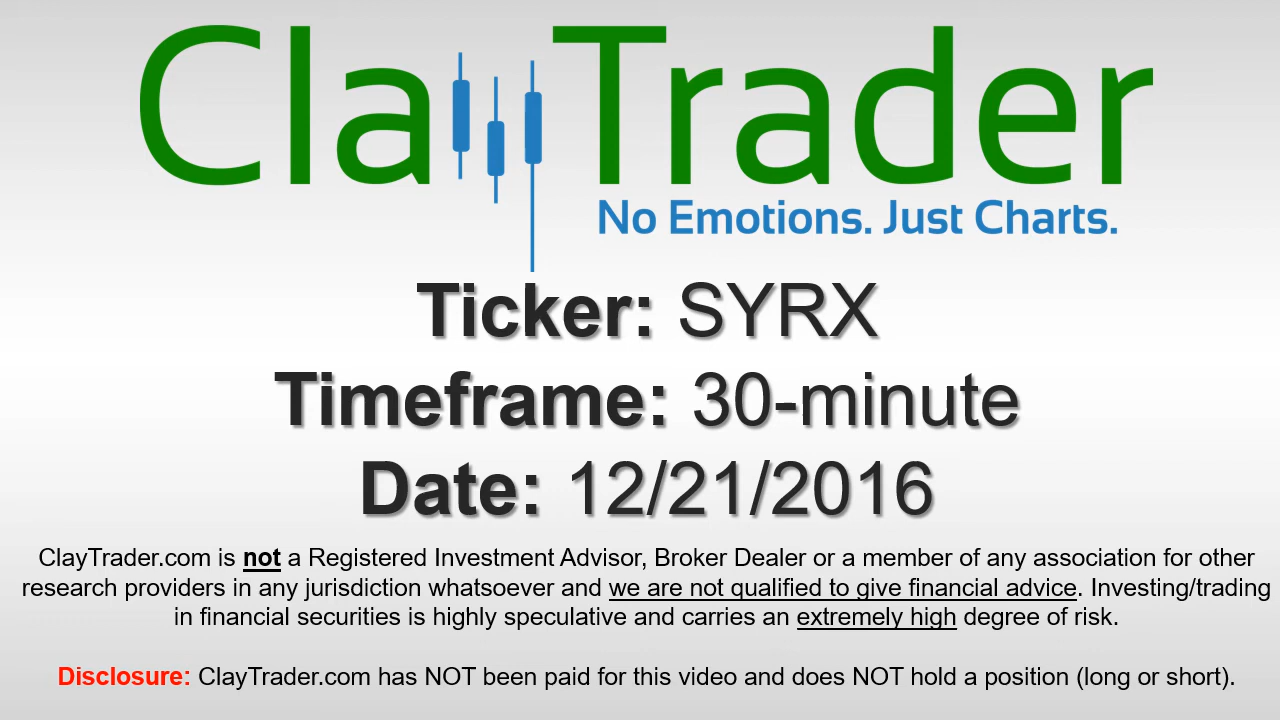 ClayTrader
No Emotions. Just Charts.
Ticker: SYRX
Timeframe: 30-minute
Date: 12/21/2016
ClayTrader.com is not a Registered Investment Advisor, Broker Dealer or a member of any association for other
research providers in any jurisdiction whatsoever and we are not qualified to give financial advice. Investing/trading
in financial securities is highly speculative and carries an extremely high degree of risk.
Disclosure: ClayTrader.com has NOT been paid for this video and does NOT hold a position (long or short).